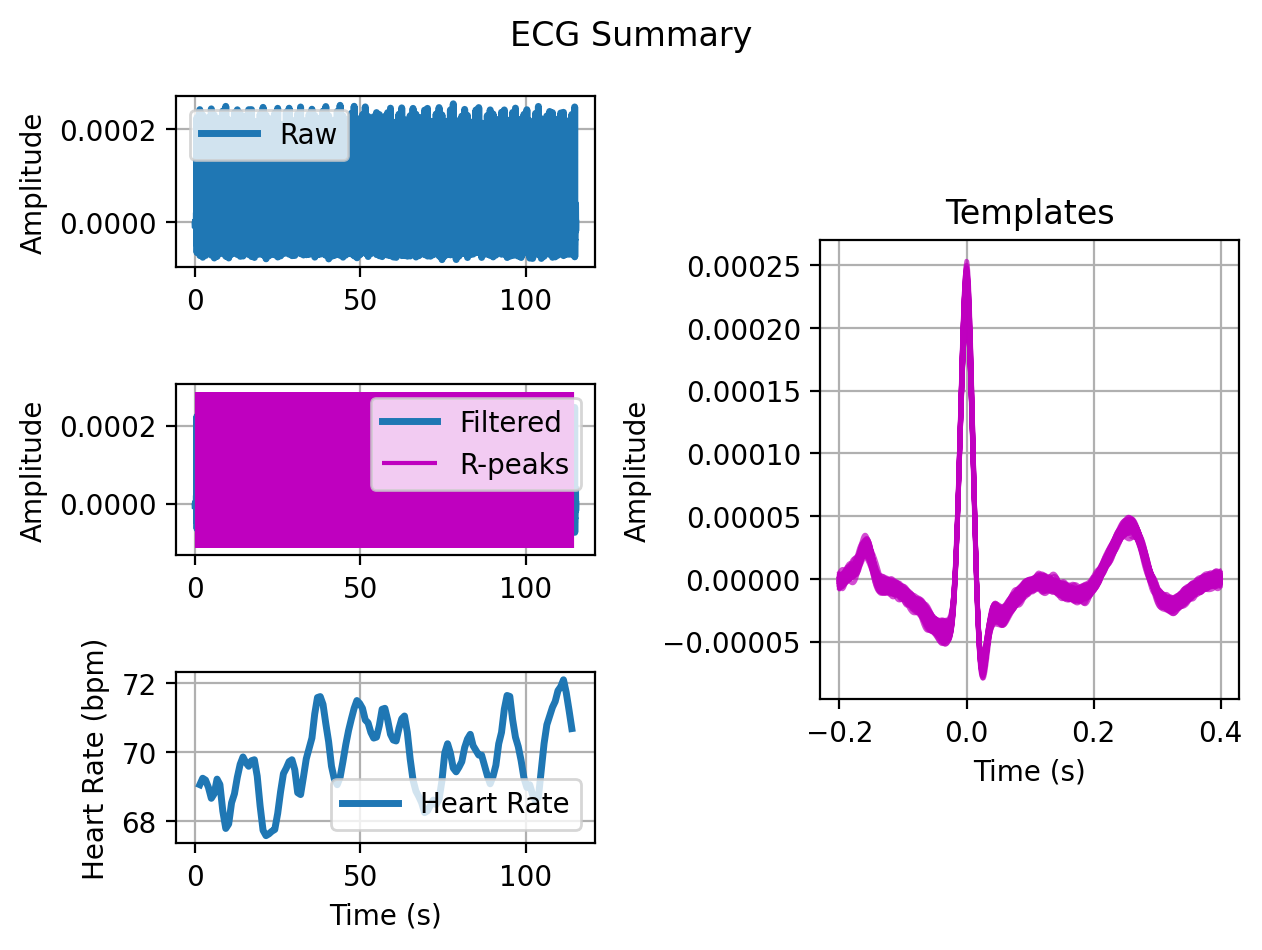 ECG Summary
Amplitude
0.0002
0.0000
Raw
0
50
100
Amplitude
0.0002
0.0000
Filtered
R-peaks
0
50
100
Heart Rate (bpm)
72
70
68
Heart Rate
0
50
100
Time (s)
Templates
Amplitude
0.00025
0.00020
0.00015
0.00010
0.00005
0.00000
−0.00005
−0.2
0.0
0.2
0.4
Time (s)